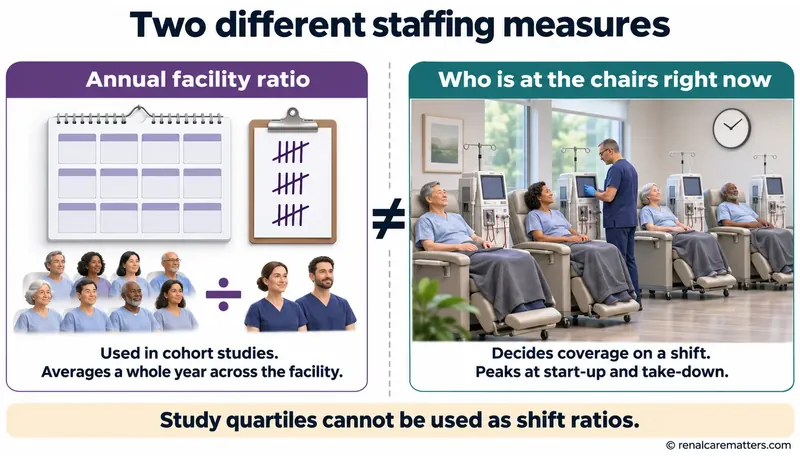 Two different staffing measures
Annual facility ratio
Used in cohort studies.
Averages a whole year across the facility.
≠
Who is at the chairs right now
Decides coverage on a shift.
Peaks at start-up and take-down.
Study quartiles cannot be used as shift ratios.
© renalcarematters.com